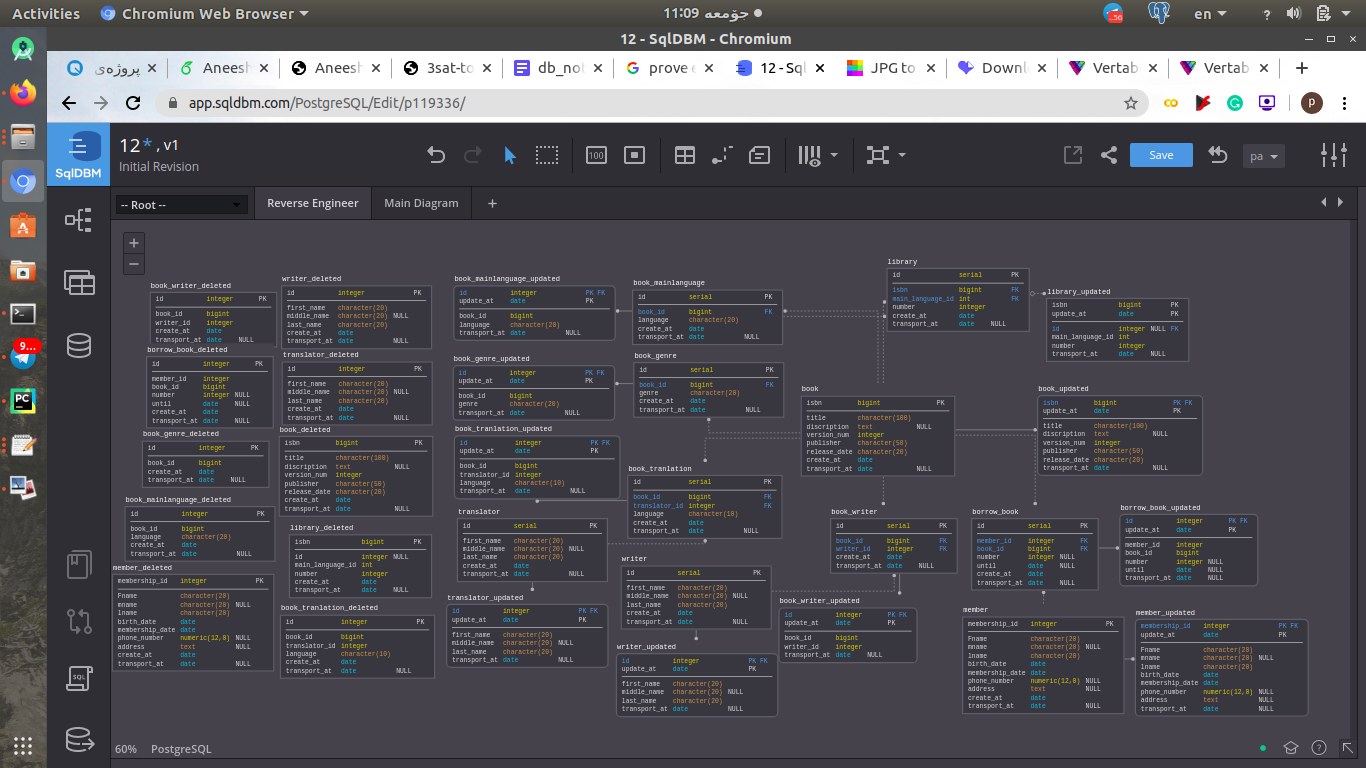 Activities
Chromium Web Browser
11:09 جۆمعه
56
en
12 - SqlDBM - Chromium
پروژه‌ی
Aneesh
Aneesh
3sat-to
db_not
prove e
12 - Sql
JPG to
Downl
Vertab
Vertab
app.sqldbm.com/PostgreSQL/Edit/p119336/
p
SqlDBM
12* , v1
Initial Revision
100
Save
pa
-- Root --
Reverse Engineer
Main Diagram
book_writer_deleted
id integer PK
book_id bigint
writer_id integer
create_at date
transport_at date NULL
borrow_book_deleted
id integer PK
member_id integer
book_id bigint
number integer NULL
until date NULL
create_at date
transport_at date NULL
book_genre_deleted
id integer PK
book_id bigint
create_at date
transport_at date NULL
book_mainlanguage_deleted
id integer PK
book_id bigint
language character(20)
create_at date
transport_at date NULL
member_deleted
membership_id integer PK
Fname character(20)
mname character(20) NULL
lname character(20)
birth_date date
membership_date date
phone_number numeric(12,0) NULL
address text NULL
create_at date
transport_at date NULL
writer_deleted
id integer PK
first_name character(20)
middle_name character(20) NULL
last_name character(20)
create_at date
transport_at date NULL
translator_deleted
id integer PK
first_name character(20)
middle_name character(20) NULL
last_name character(20)
create_at date
transport_at date NULL
book_deleted
isbn bigint PK
title character(100)
discription text NULL
version_num integer
publisher character(50)
release_date character(20)
create_at date
transport_at date NULL
library_deleted
isbn bigint PK
id integer NULL
main_language_id int
number integer
create_at date
transport_at date NULL
book_tranlation_deleted
id integer PK
book_id bigint
translator_id integer
language character(10)
create_at date
transport_at date NULL
book_mainlanguage_updated
id integer PK FK
update_at date PK
book_id bigint
language character(20)
transport_at date NULL
book_genre_updated
id integer PK FK
update_at date PK
book_id bigint
genre character(20)
transport_at date NULL
book_tranlation_updated
id integer PK FK
update_at date PK
book_id bigint
translator_id integer
language character(10)
transport_at date NULL
translator
id serial PK
first_name character(20)
middle_name character(20) NULL
last_name character(20)
create_at date
transport_at date NULL
translator_updated
id integer PK FK
update_at date PK
first_name character(20)
middle_name character(20) NULL
last_name character(20)
transport_at date NULL
book_mainlanguage
id serial PK
book_id bigint FK
language character(20)
create_at date
transport_at date NULL
book_genre
id serial PK
book_id bigint FK
genre character(20)
create_at date
transport_at date NULL
book_tranlation
id serial PK
book_id bigint FK
translator_id integer FK
language character(10)
create_at date
transport_at date NULL
writer
id serial PK
first_name character(20)
middle_name character(20) NULL
last_name character(20)
create_at date
transport_at date NULL
writer_updated
id integer PK FK
update_at date PK
first_name character(20)
middle_name character(20) NULL
last_name character(20)
transport_at date NULL
library
id serial PK
isbn bigint FK
main_language_id int FK
number integer
create_at date
transport_at date NULL
library_updated
isbn bigint PK
update_at date PK
id integer NULL FK
main_language_id int
number integer
transport_at date NULL
book
isbn bigint PK
title character(100)
discription text NULL
version_num integer
publisher character(50)
release_date character(20)
create_at date
transport_at date NULL
book_updated
isbn bigint PK FK
update_at date PK
title character(100)
discription text NULL
version_num integer
publisher character(50)
release_date character(20)
transport_at date NULL
book_writer
id serial PK
book_id bigint FK
writer_id integer FK
create_at date
transport_at date NULL
book_writer_updated
id integer PK FK
update_at date PK
book_id bigint
writer_id integer
transport_at date NULL
borrow_book
id serial PK
member_id integer FK
book_id bigint FK
number integer NULL
until date NULL
create_at date
transport_at date NULL
borrow_book_updated
id integer PK FK
update_at date PK
member_id integer
book_id bigint
number integer NULL
until date NULL
transport_at date NULL
member
membership_id integer PK
Fname character(20)
mname character(20) NULL
lname character(20)
birth_date date
membership_date date
phone_number numeric(12,0) NULL
address text NULL
create_at date
transport_at date NULL
member_updated
membership_id integer PK FK
update_at date PK
Fname character(20)
mname character(20) NULL
lname character(20)
birth_date date
membership_date date
phone_number numeric(12,0) NULL
address text NULL
transport_at date NULL
9...
PC
SQL
60%
PostgreSQL